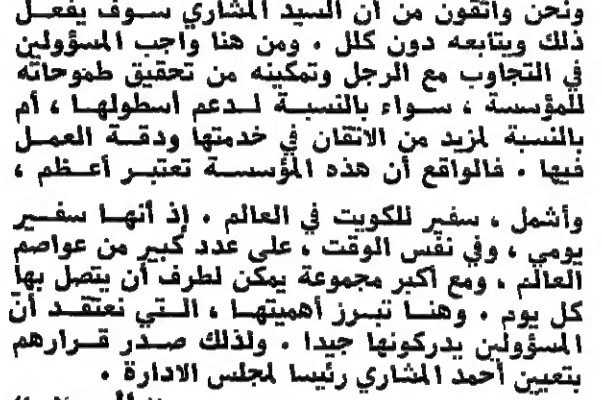 ونحن واثقون من أن السيد المشاري سوف يفعل
ذلك ويتابعه دون كلل . ومن هنا واجب المسؤولين
في التجاوب مع الرجل وتمكينه من تحقيق طموحاته
للمؤسسة ، سواء بالنسبة لدعم أسطولها ، أم
بالنسبة لمزيد من الاتقان في خدمتها ودقة العمل
فيها . فالواقع أن هذه المؤسسة تعتبر أعظم ،
وأشمل ، سفير للكويت في العالم . إذ أنها سفير
يومي ، وفي نفس الوقت ، على عدد كبير من عواصم
العالم ، ومع أكبر مجموعة يمكن لطرف أن يتصل بها
كل يوم . وهنا تبرز أهميتها ، التي نعتقد أن
المسؤولين يدركونها جيدا . ولذلك صدر قرارهم
بتعيين أحمد المشاري رئيسا لمجلس الادارة .